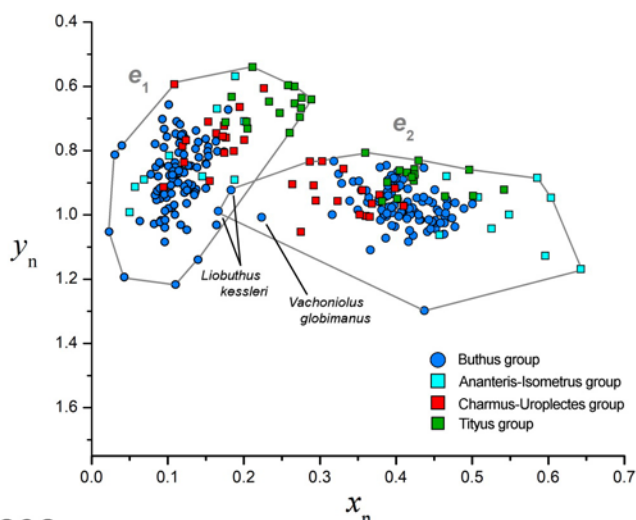 0.4
0.6
0.8
1.0
1.2
1.4
1.6
yn
e1
e2
Liobuthus
kessleri
Vachoniolus
globimanus
Buthus group
Ananteris-Isometrus group
Charmus-Uroplectes group
Tityus group
0.0 0.1 0.2 0.3 0.4 0.5 0.6 0.7
xn